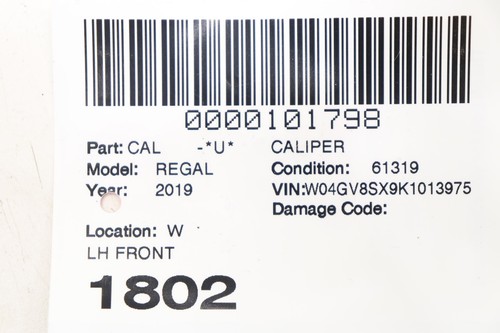 0000101798
Part: CAL -*U* CALIPER
Model: REGAL Condition: 61319
Year: 2019 VIN:W04GV8SX9K1013975
Damage Code:
Location: W
LH FRONT
1802